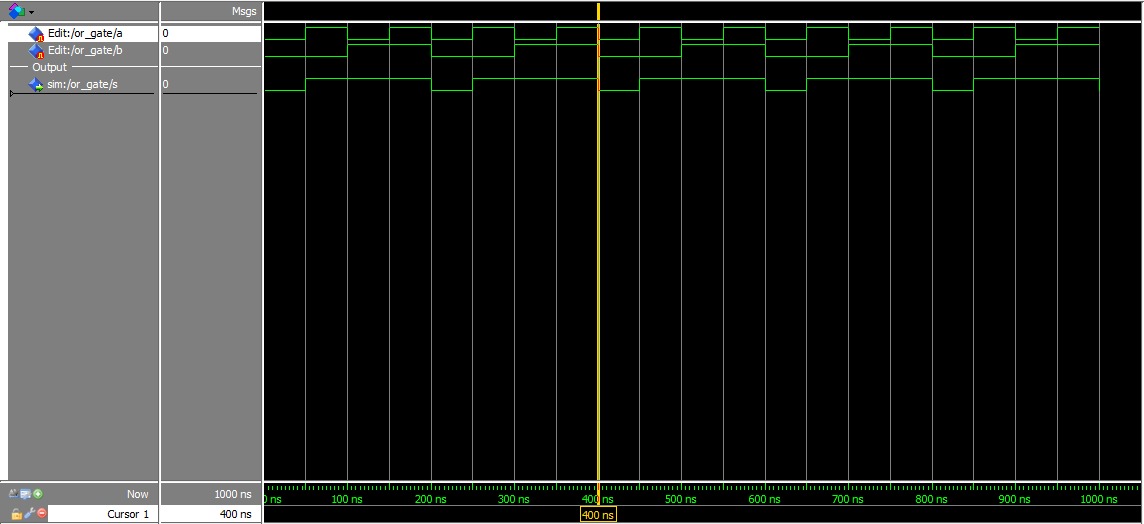 Msgs
Edit:/or_gate/a 0
Edit:/or_gate/b 0
Output
sim:/or_gate/s 0
Now 1000 ns 0 ns 100 ns 200 ns 300 ns 400 ns 500 ns 600 ns 700 ns 800 ns 900 ns 1000 ns
Cursor 1 400 ns 400 ns